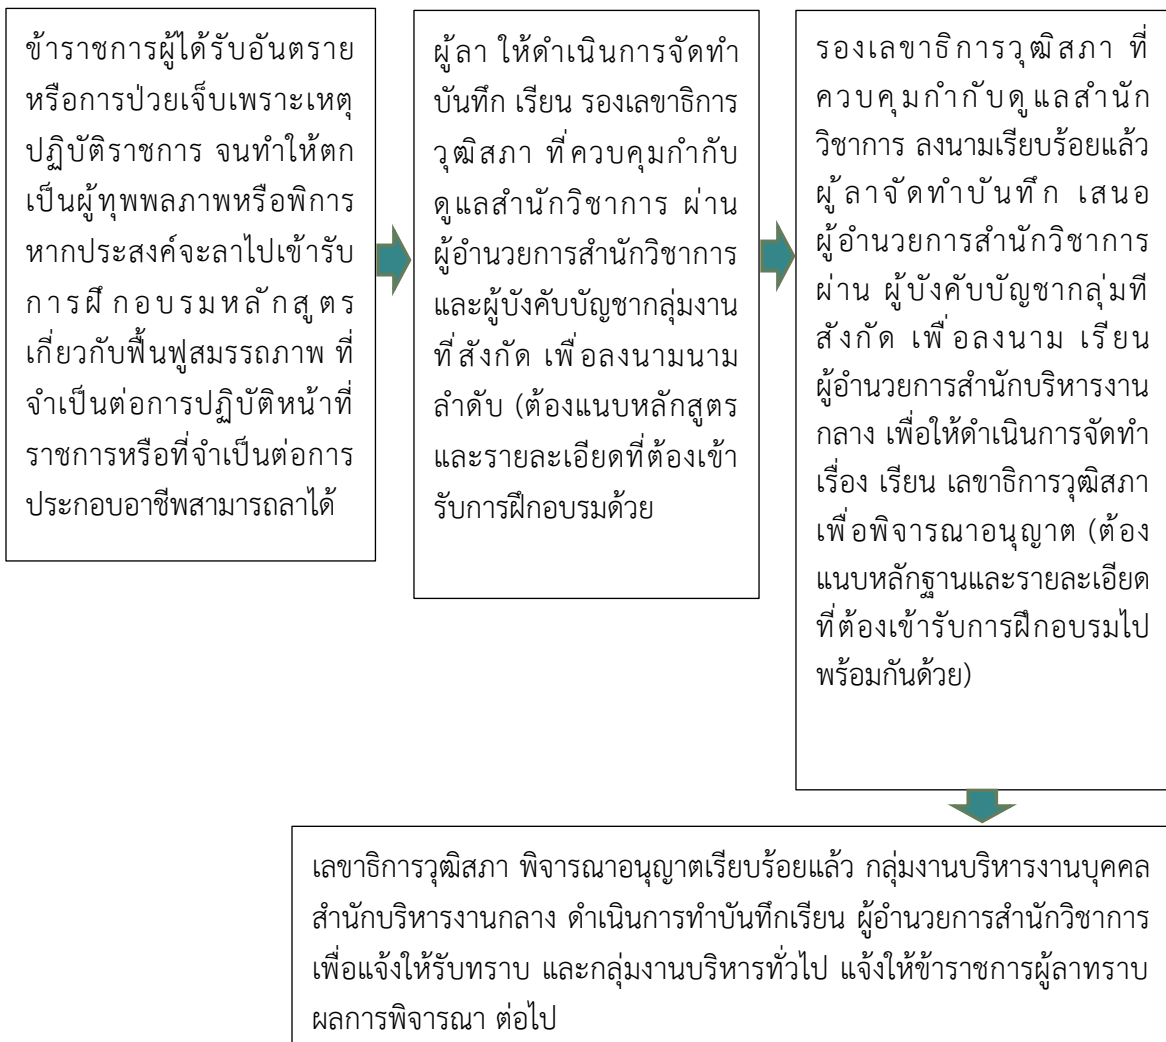 ข้าราชการผู้ได้รับอันตราย
หรือการป่วยเจ็บเพราะเหตุ
ปฏิบัติราชการ จนทำให้ตก
เป็นผู้ทุพพลภาพหรือพิการ
หากประสงค์จะลาไปเข้ารับ
การฝึกอบรมหลักสูตร
เกี่ยวกับฟื้นฟูสมรรถภาพ ที่
จำเป็นต่อการปฏิบัติหน้าที่
ราชการหรือที่จำเป็นต่อการ
ประกอบอาชีพสามารถลาได้
ผู้ลา ให้ดำเนินการจัดทำ
บันทึก เรียน รองเลขาธิการ
วุฒิสภา ที่ควบคุมกำกับ
ดูแลสำนักวิชาการ ผ่าน
ผู้อำนวยการสำนักวิชาการ
และผู้บังคับบัญชากลุ่มงาน
ที่สังกัด เพื่อลงนามนาม
ลำดับ (ต้องแนบหลักสูตร
และรายละเอียดที่ต้องเข้า
รับการฝึกอบรมด้วย
รองเลขาธิการวุฒิสภา ที่
ควบคุมกำกับดูแลสำนัก
วิชาการ ลงนามเรียบร้อยแล้ว
ผู้ลาจัดทำบันทึก เสนอ
ผู้อำนวยการสำนักวิชาการ
ผ่าน ผู้บังคับบัญชากลุ่มที
สังกัด เพื่อลงนาม เรียน
ผู้อำนวยการสำนักบริหารงาน
กลาง เพื่อให้ดำเนินการจัดทำ
เรื่อง เรียน เลขาธิการวุฒิสภา
เพื่อพิจารณาอนุญาต (ต้อง
แนบหลักฐานและรายละเอียด
ที่ต้องเข้ารับการฝึกอบรมไป
พร้อมกันด้วย)
เลขาธิการวุฒิสภา พิจารณาอนุญาตเรียบร้อยแล้ว กลุ่มงานบริหารงานบุคคล
สำนักบริหารงานกลาง ดำเนินการทำบันทึกเรียน ผู้อำนวยการสำนักวิชาการ
เพื่อแจ้งให้รับทราบ และกลุ่มงานบริหารทั่วไป แจ้งให้ข้าราชการผู้ลาทราบ
ผลการพิจารณา ต่อไป